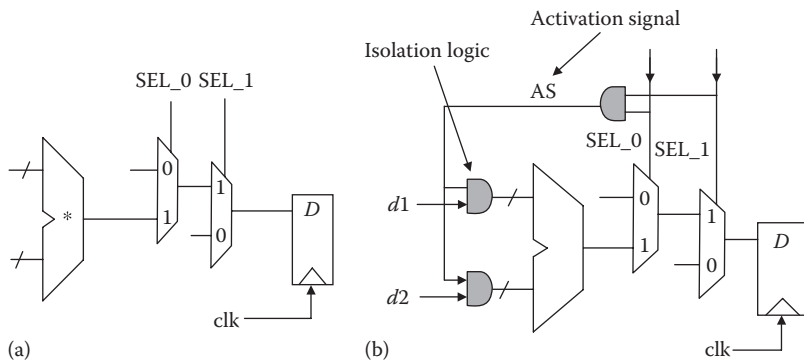 SEL_0 SEL_1
0
1
1
0
*
D
clk
(a)
Activation signal
Isolation logic
AS
SEL_0
SEL_1
d1
d2
0
1
1
0
D
clk
(b)